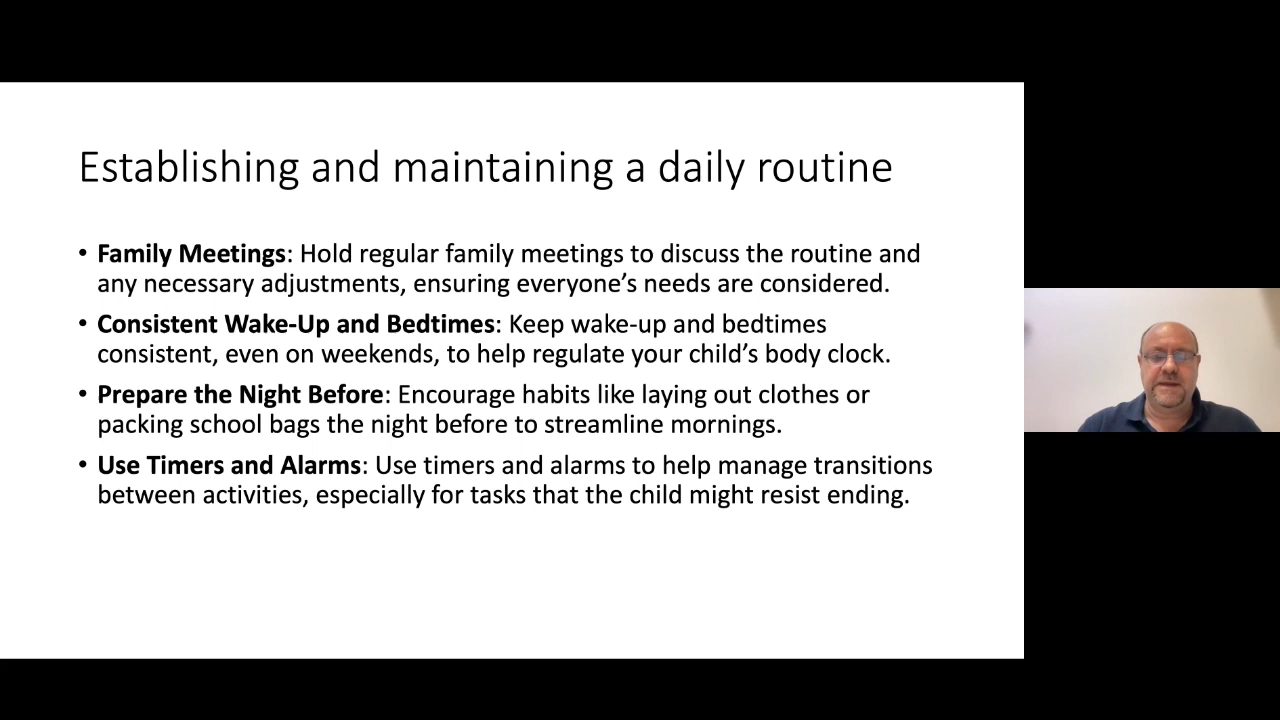 Establishing and maintaining a daily routine
• Family Meetings: Hold regular family meetings to discuss the routine and
any necessary adjustments, ensuring everyone’s needs are considered.
• Consistent Wake-Up and Bedtimes: Keep wake-up and bedtimes
consistent, even on weekends, to help regulate your child’s body clock.
• Prepare the Night Before: Encourage habits like laying out clothes or
packing school bags the night before to streamline mornings.
• Use Timers and Alarms: Use timers and alarms to help manage transitions
between activities, especially for tasks that the child might resist ending.